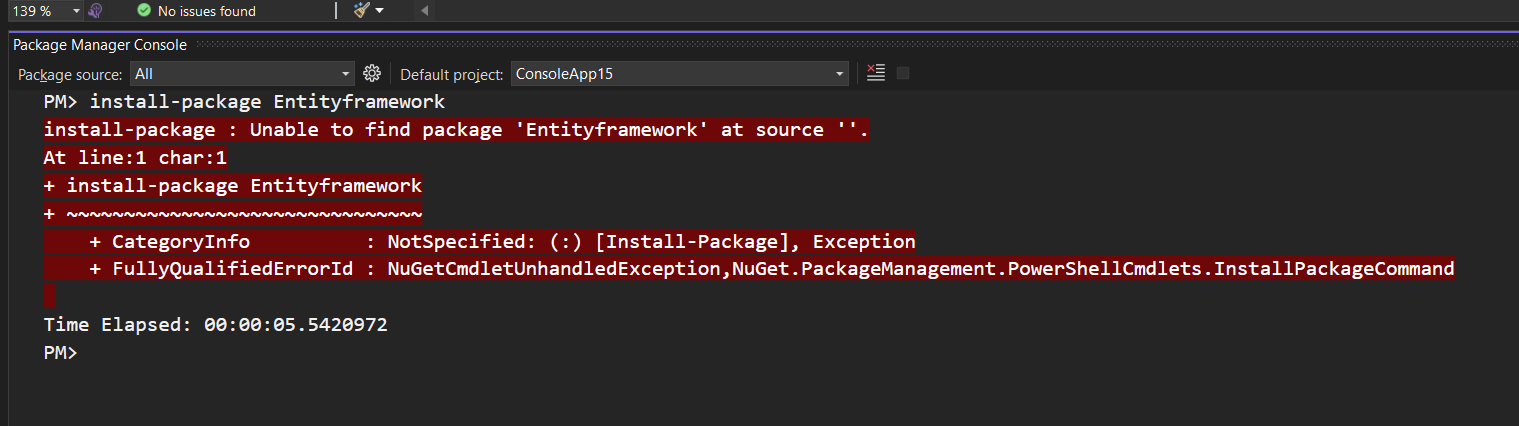 139 % No issues found
Package Manager Console
Package source: All Default project: ConsoleApp15
PM> install-package Entityframework
install-package : Unable to find package 'Entityframework' at source ''.
At line:1 char:1
+ install-package Entityframework
+ ~~~~~~~~~~~~~~~~~~~~~~~~~~~~~~~
    + CategoryInfo          : NotSpecified: (:) [Install-Package], Exception
    + FullyQualifiedErrorId : NuGetCmdletUnhandledException,NuGet.PackageManagement.PowerShellCmdlets.InstallPackageCommand
Time Elapsed: 00:00:05.5420972
PM>